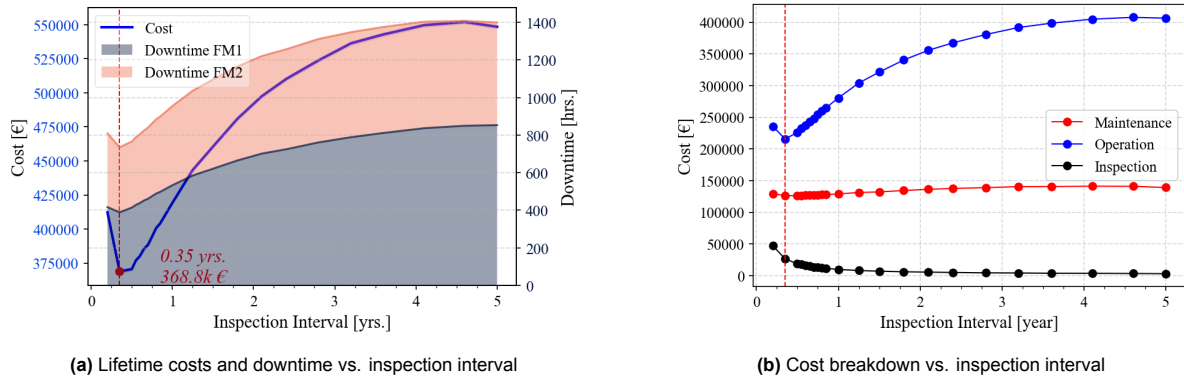 550000
525000
500000
475000
450000
425000
400000
375000
Cost [€]
Cost
Downtime FM1
Downtime FM2
0.35 yrs.
368.8k €
1400
1200
1000
800
600
400
200
0
Downtime [hrs.]
0 1 2 3 4 5
Inspection Interval [yrs.]
(a) Lifetime costs and downtime vs. inspection interval
400000
350000
300000
250000
200000
150000
100000
50000
0
Cost [€]
Maintenance
Operation
Inspection
0 1 2 3 4 5
Inspection Interval [year]
(b) Cost breakdown vs. inspection interval